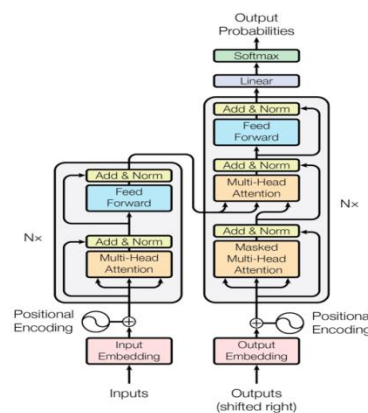 Output
Probabilities
Softmax
Linear
Add & Norm
Feed
Forward
Add & Norm
Multi-Head
Attention
Add & Norm
Masked
Multi-Head
Attention
Nx
Add & Norm
Feed
Forward
Add & Norm
Multi-Head
Attention
Nx
Positional
Encoding
Positional
Encoding
Input
Embedding
Output
Embedding
Inputs
Outputs
(shifted right)